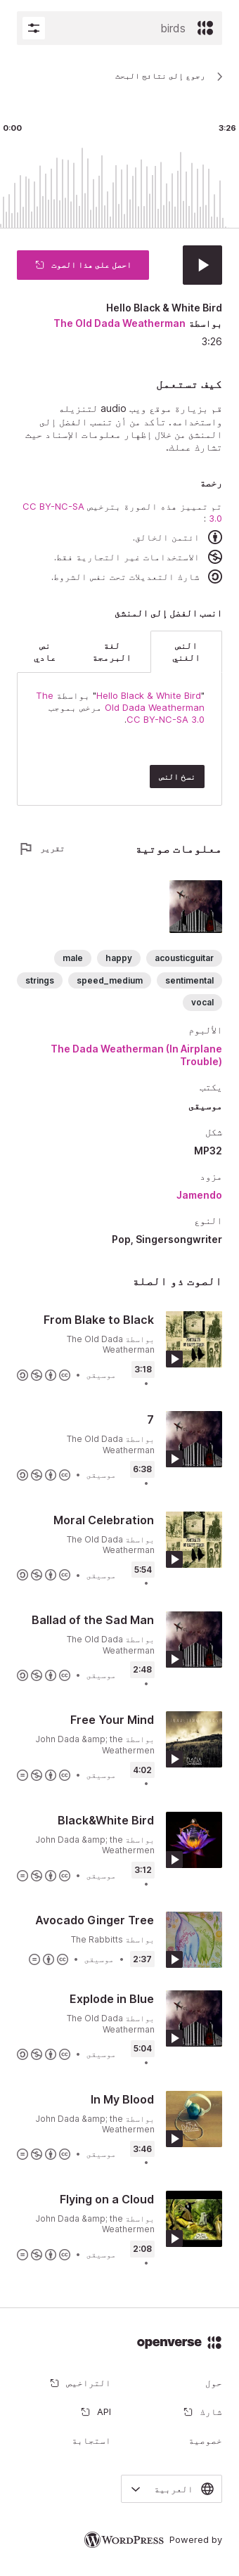 birds
رجوع إلى نتائج البحث
0:00
3:26
احصل على هذا الصوت
Hello Black & White Bird
بواسطة The Old Dada Weatherman
3:26
كيف تستعمل
قم بزيارة موقع ويب audio لتنزيله
واستخدامه. تأكد من أن تنسب الفضل إلى
المنشئ من خلال إظهار معلومات الإسناد حيث
تشارك عملك.
رخصة
تم تمييز هذه الصورة بترخيص CC BY-NC-SA
3.0 :
ائتمن الخالق.
الاستخدامات غير التجارية فقط.
شارك التعديلات تحت نفس الشروط.
انسب الفضل إلى المنشئ
النص الغني
لغة البرمجة
نص عادي
"Hello Black & White Bird" بواسطة The
Old Dada Weatherman مرخص بموجب
CC BY-NC-SA 3.0.
نسخ النص
معلومات صوتية
تقرير
acousticguitar
happy
male
sentimental
speed_medium
strings
vocal
الألبوم
The Dada Weatherman (In Airplane
Trouble)
يكتب
موسيقى
شكل
MP32
مزود
Jamendo
النوع
Pop, Singersongwriter
الصوت ذو الصلة
From Blake to Black
بواسطة The Old Dada
Weatherman
3:18 • موسيقى •
7
بواسطة The Old Dada
Weatherman
6:38 • موسيقى •
Moral Celebration
بواسطة The Old Dada
Weatherman
5:54 • موسيقى •
Ballad of the Sad Man
بواسطة The Old Dada
Weatherman
2:48 • موسيقى •
Free Your Mind
بواسطة John Dada &amp; the
Weathermen
4:02 • موسيقى •
Black&White Bird
بواسطة John Dada &amp; the
Weathermen
3:12 • موسيقى •
Avocado Ginger Tree
بواسطة The Rabbitts
2:37 • موسيقى •
Explode in Blue
بواسطة The Old Dada
Weatherman
5:04 • موسيقى •
In My Blood
بواسطة John Dada &amp; the
Weathermen
3:46 • موسيقى •
Flying on a Cloud
بواسطة John Dada &amp; the
Weathermen
2:08 • موسيقى •
openverse
حول
التراخيص
شارك
API
خصوصية
استجابة
العربية
Powered by WORDPRESS